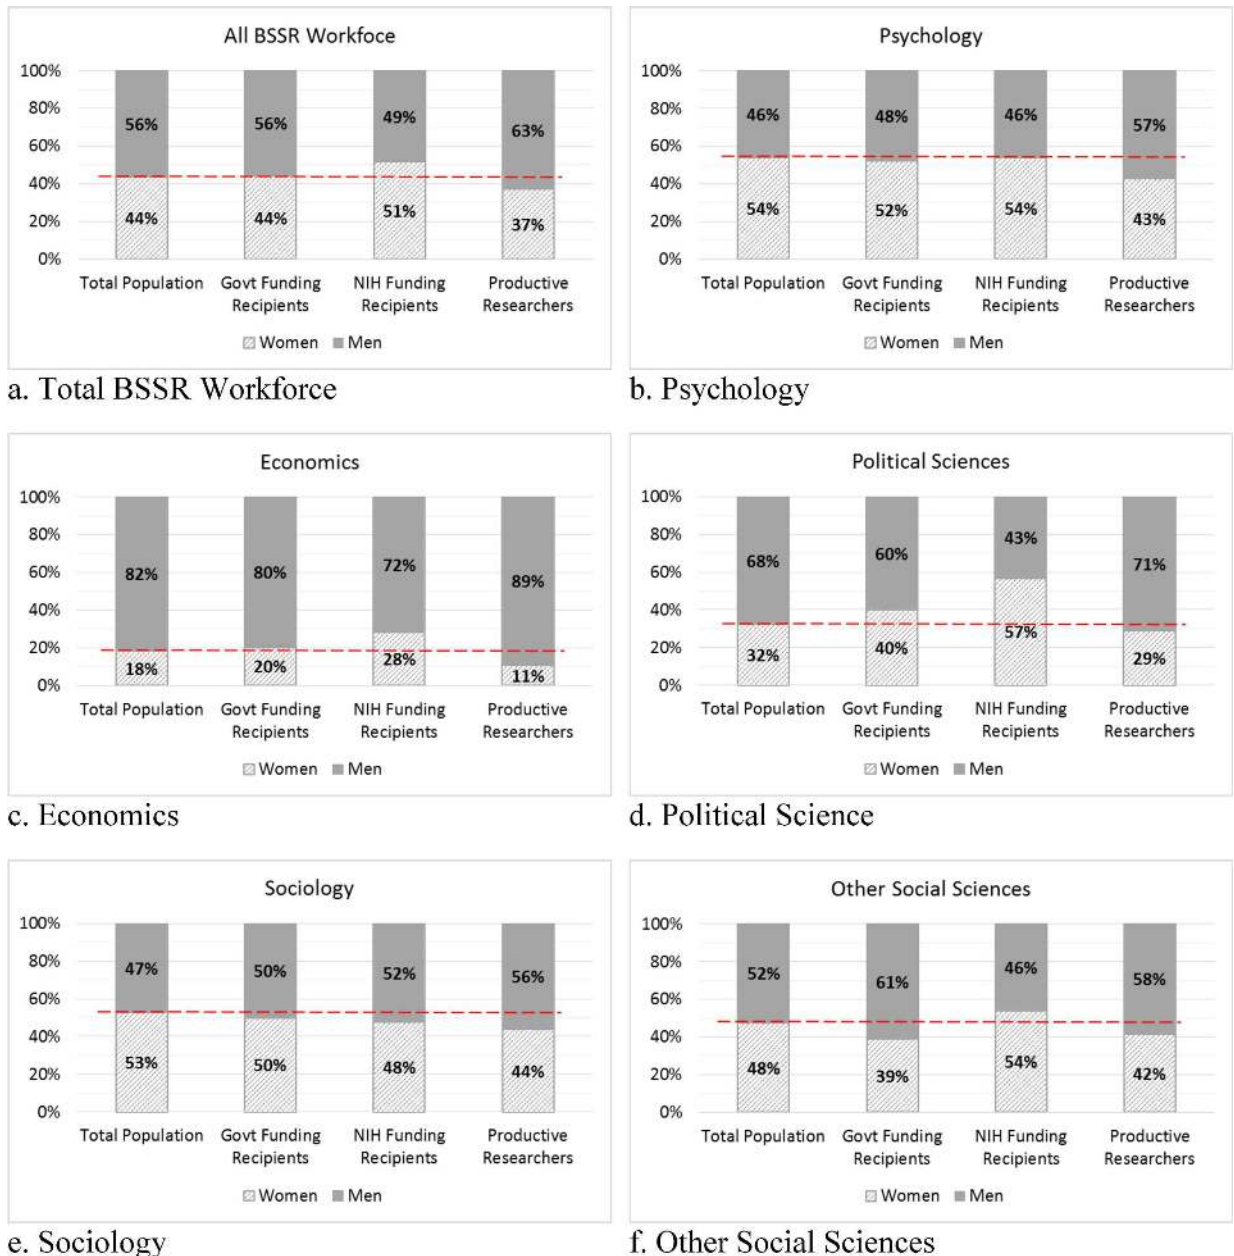 All BSSR Workfoce
100%
80%
60%
40%
20%
0%
56%
56%
49%
63%
44%
44%
51%
37%
Total Population
Govt Funding
Recipients
NIH Funding
Recipients
Productive
Researchers
Women
Men
a. Total BSSR Workforce
Psychology
100%
80%
60%
40%
20%
0%
46%
48%
46%
57%
54%
52%
54%
43%
Total Population
Govt Funding
Recipients
NIH Funding
Recipients
Productive
Researchers
Women
Men
b. Psychology
Economics
100%
80%
60%
40%
20%
0%
82%
80%
72%
89%
18%
20%
28%
11%
Total Population
Govt Funding
Recipients
NIH Funding
Recipients
Productive
Researchers
Women
Men
c. Economics
Political Sciences
100%
80%
60%
40%
20%
0%
68%
60%
43%
71%
32%
40%
57%
29%
Total Population
Govt Funding
Recipients
NIH Funding
Recipients
Productive
Researchers
Women
Men
d. Political Science
Sociology
100%
80%
60%
40%
20%
0%
47%
50%
52%
56%
53%
50%
48%
44%
Total Population
Govt Funding
Recipients
NIH Funding
Recipients
Productive
Researchers
Women
Men
e. Sociology
Other Social Sciences
100%
80%
60%
40%
20%
0%
52%
61%
46%
58%
48%
39%
54%
42%
Total Population
Govt Funding
Recipients
NIH Funding
Recipients
Productive
Researchers
Women
Men
f. Other Social Sciences